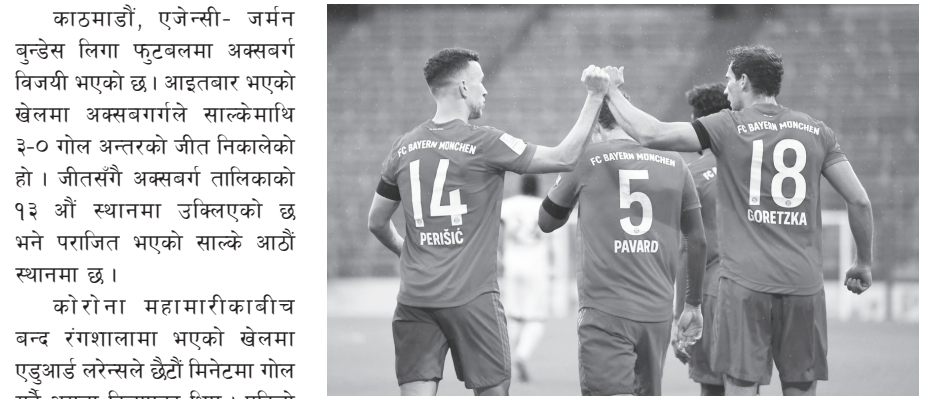 काठमाडौं, एजेन्सी- जर्मन
बुन्डेस लिगा फुटबलमा अक्सबर्ग
विजयी भएको छ । आइतबार भएको
खेलमा अक्सबगर्गले साल्केमाथि
३-० गोल अन्तरको जीत निकालेको
हो । जीतसँगै अक्सबर्ग तालिकाको
१३ औं स्थानमा उक्लिएको छ
भने पराजित भएको साल्के आठौं
स्थानमा छ ।
कोरोना महामारीकाबीच
बन्द रंगशालामा भएको खेलमा
एडुआर्ड लरेन्सले छैटौं मिनेटमा गोल
FC BAYERN MÜNCHEN
14
PERIŠIĆ
FC BAYERN MÜNCHEN
5
PAVARD
FC BAYERN MÜNCHEN
18
GORETZKA